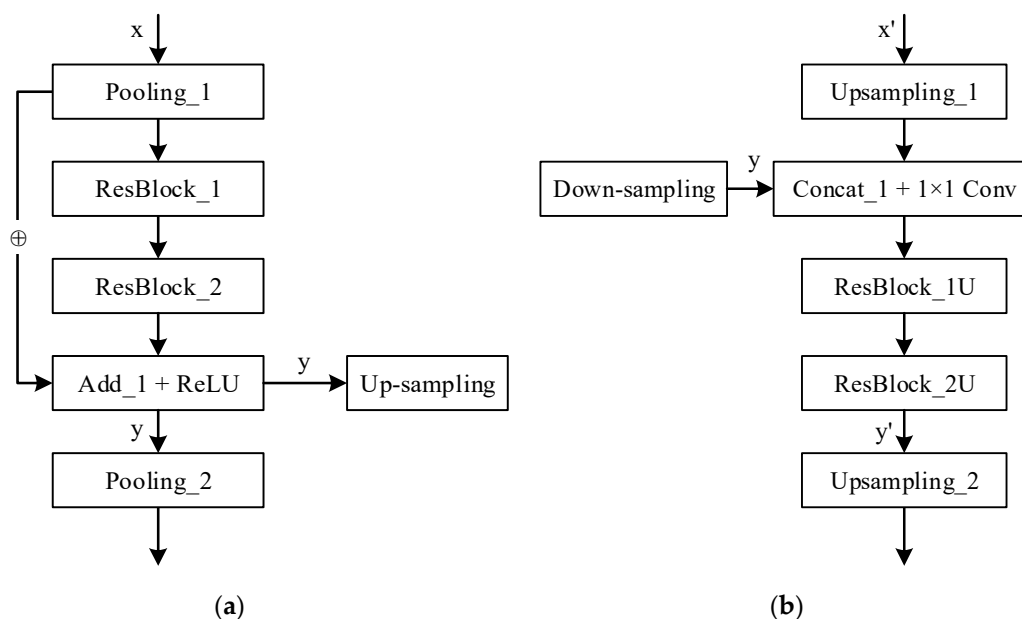 x
Pooling_1
ResBlock_1
⊕
ResBlock_2
Add_1 + ReLU
y
Up-sampling
y
Pooling_2
(a)
x'
Upsampling_1
Down-sampling
y
Concat_1 + 1×1 Conv
ResBlock_1U
ResBlock_2U
y'
Upsampling_2
(b)